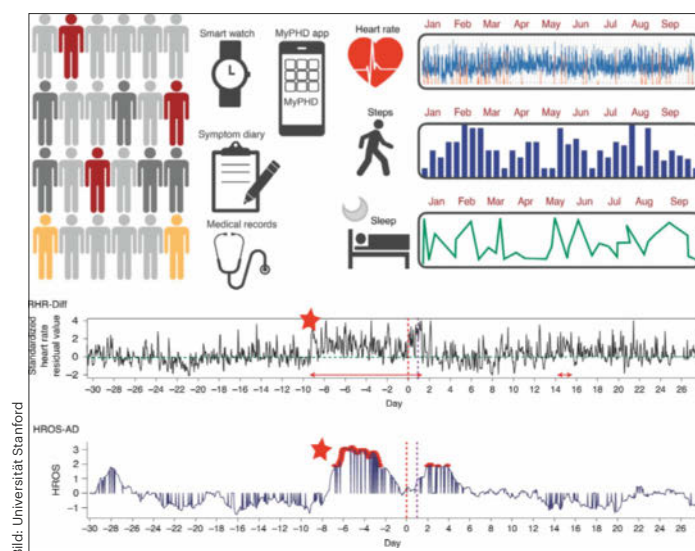 Smart watch
MyPHD app
MyPHD
Symptom diary
Medical records
Heart rate
Jan Feb Mar Apr May Jun Jul Aug Sep
Steps
Jan Feb Mar Apr May Jun Jul Aug Sep
Sleep
Jan Feb Mar Apr May Jun Jul Aug Sep
RHR-Diff
Standardized
heart rate
residual value
4
2
0
−2
−30 −28 −26 −24 −22 −20 −18 −16 −14 −12 −10 −8 −6 −4 −2 0 2 4 6 8 10 12 14 16 18 20 22 24 26
Day
HROS-AD
HROS
3
2
1
0
−1
−30 −28 −26 −24 −22 −20 −18 −16 −14 −12 −10 −8 −6 −4 −2 0 2 4 6 8 10 12 14 16 18 20 22 24 26
Day
Bild: Universität Stanford